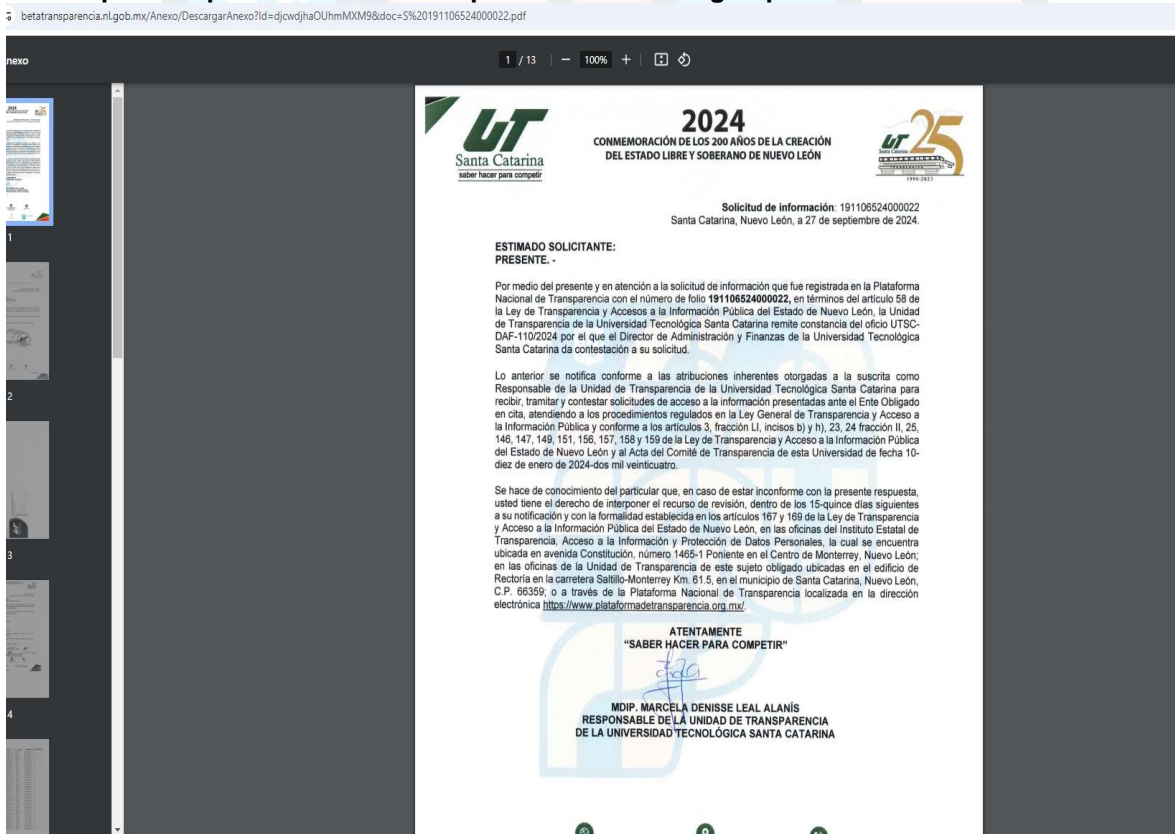 betatransparencia.nl.gob.mx/Anexo/DescargarAnexo?Id=djcwdjhaOUhmMXM9&doc=S%20191106524000022.pdf
nexo
1 / 13 | − 100% + |
UT
Santa Catarina
saber hacer para competir
2024
CONMEMORACIÓN DE LOS 200 AÑOS DE LA CREACIÓN
DEL ESTADO LIBRE Y SOBERANO DE NUEVO LEÓN
UT 25
Santa Catarina
1998-2023
Solicitud de información: 191106524000022
Santa Catarina, Nuevo León, a 27 de septiembre de 2024.
ESTIMADO SOLICITANTE:
PRESENTE. -
Por medio del presente y en atención a la solicitud de información que fue registrada en la Plataforma
Nacional de Transparencia con el número de folio 191106524000022, en términos del artículo 58 de
la Ley de Transparencia y Accesos a la Información Pública del Estado de Nuevo León, la Unidad
de Transparencia de la Universidad Tecnológica Santa Catarina remite constancia del oficio UTSC-
DAF-110/2024 por el que el Director de Administración y Finanzas de la Universidad Tecnológica
Santa Catarina da contestación a su solicitud.
Lo anterior se notifica conforme a las atribuciones inherentes otorgadas a la suscrita como
Responsable de la Unidad de Transparencia de la Universidad Tecnológica Santa Catarina para
recibir, tramitar y contestar solicitudes de acceso a la información presentadas ante el Ente Obligado
en cita, atendiendo a los procedimientos regulados en la Ley General de Transparencia y Acceso a
la Información Pública y conforme a los artículos 3, fracción LI, incisos b) y h), 23, 24 fracción II, 25,
146, 147, 149, 151, 156, 157, 158 y 159 de la Ley de Transparencia y Acceso a la Información Pública
del Estado de Nuevo León y al Acta del Comité de Transparencia de esta Universidad de fecha 10-
diez de enero de 2024-dos mil veinticuatro.
Se hace de conocimiento del particular que, en caso de estar inconforme con la presente respuesta,
usted tiene el derecho de interponer el recurso de revisión, dentro de los 15-quince días siguientes
a su notificación y con la formalidad establecida en los artículos 167 y 169 de la Ley de Transparencia
y Acceso a la Información Pública del Estado de Nuevo León, en las oficinas del Instituto Estatal de
Transparencia, Acceso a la Información y Protección de Datos Personales, la cual se encuentra
ubicada en avenida Constitución, número 1465-1 Poniente en el Centro de Monterrey, Nuevo León;
en las oficinas de la Unidad de Transparencia de este sujeto obligado ubicadas en el edificio de
Rectoría en la carretera Saltillo-Monterrey Km. 61.5, en el municipio de Santa Catarina, Nuevo León,
C.P. 66359; o a través de la Plataforma Nacional de Transparencia localizada en la dirección
electrónica https://www.plataformadetransparencia.org.mx/.
ATENTAMENTE
"SABER HACER PARA COMPETIR"
MDIP. MARCELA DENISSE LEAL ALANÍS
RESPONSABLE DE LA UNIDAD DE TRANSPARENCIA
DE LA UNIVERSIDAD TECNOLÓGICA SANTA CATARINA
1
2
3
4